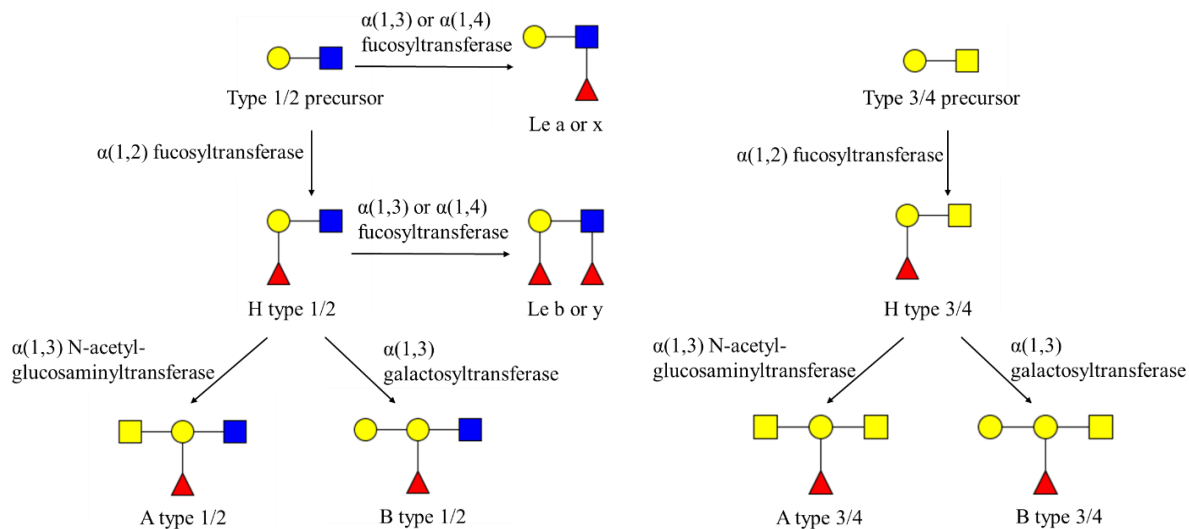 α(1,3) or α(1,4)
fucosyltransferase
Type 1/2 precursor
Le a or x
Type 3/4 precursor
α(1,2) fucosyltransferase
α(1,2) fucosyltransferase
α(1,3) or α(1,4)
fucosyltransferase
H type 1/2
Le b or y
H type 3/4
α(1,3) N-acetyl-
glucosaminyltransferase
α(1,3)
galactosyltransferase
α(1,3) N-acetyl-
glucosaminyltransferase
α(1,3)
galactosyltransferase
A type 1/2
B type 1/2
A type 3/4
B type 3/4